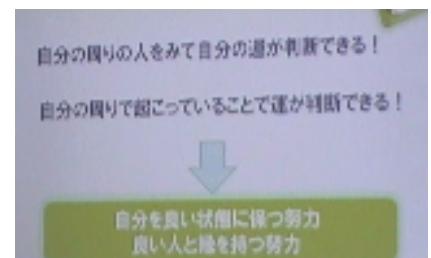 自分の周りの人をみて自分の運が判断できる！
自分の周りで起こっていることで運が判断できる！
自分を良い状態に保つ努力
良い人と縁を持つ努力